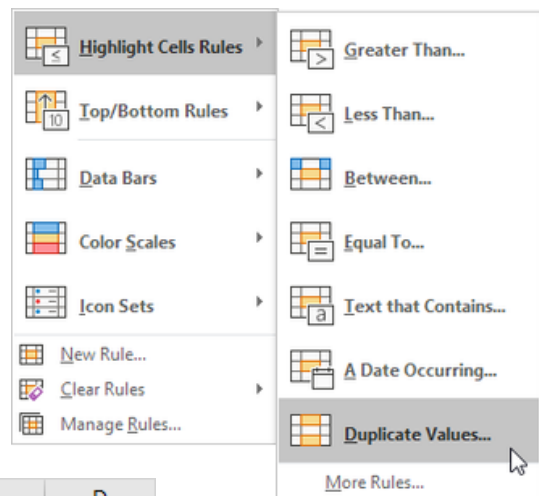 Highlight Cells Rules
Top/Bottom Rules
10
Data Bars
Color Scales
Icon Sets
New Rule...
Clear Rules
Manage Rules...
Greater Than...
>
Less Than...
<
Between...
Equal To...
=
Text that Contains...
a
A Date Occurring...
Duplicate Values...
More Rules...
D